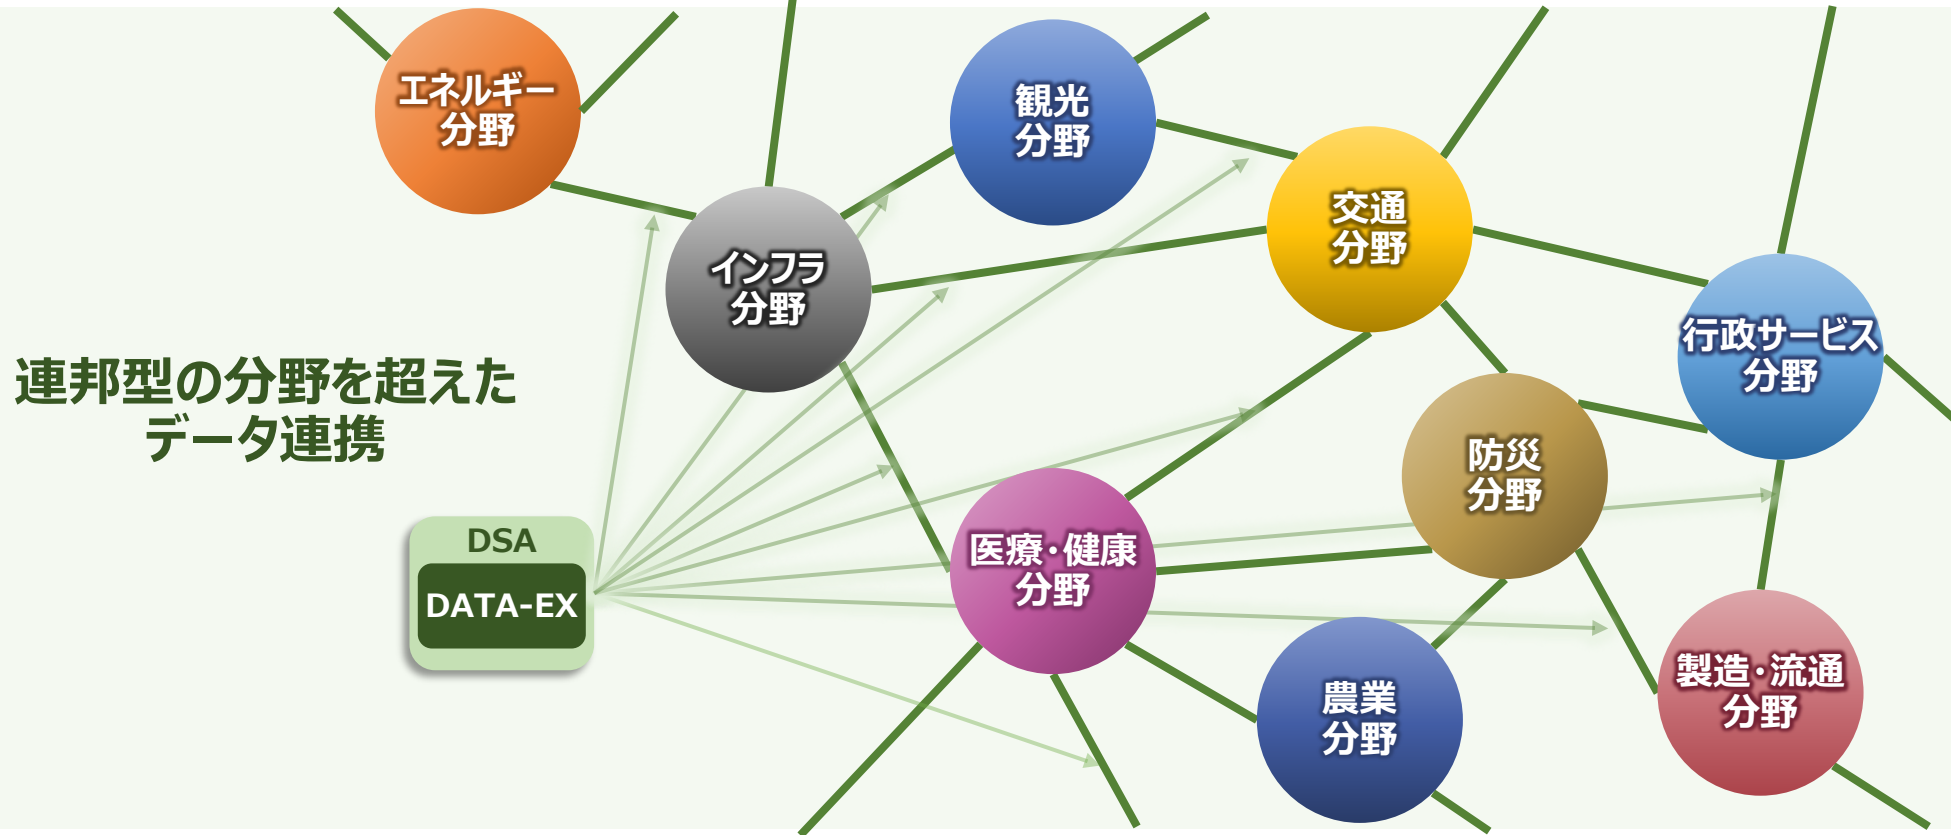 エネルギー
分野
観光
分野
交通
分野
インフラ
分野
行政サービス
分野
連邦型の分野を超えた
データ連携
防災
分野
DSA
DATA-EX
医療・健康
分野
農業
分野
製造・流通
分野